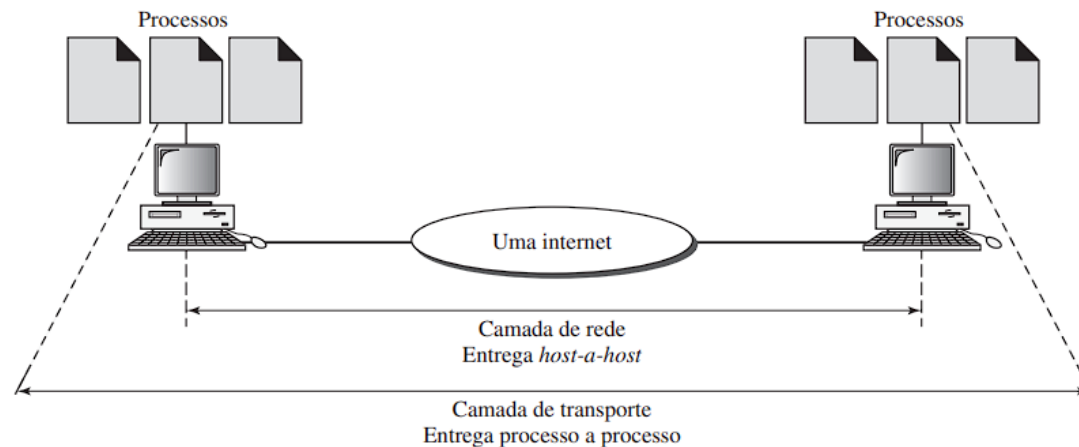 Processos
Processos
Uma internet
Camada de rede
Entrega host-a-host
Camada de transporte
Entrega processo a processo